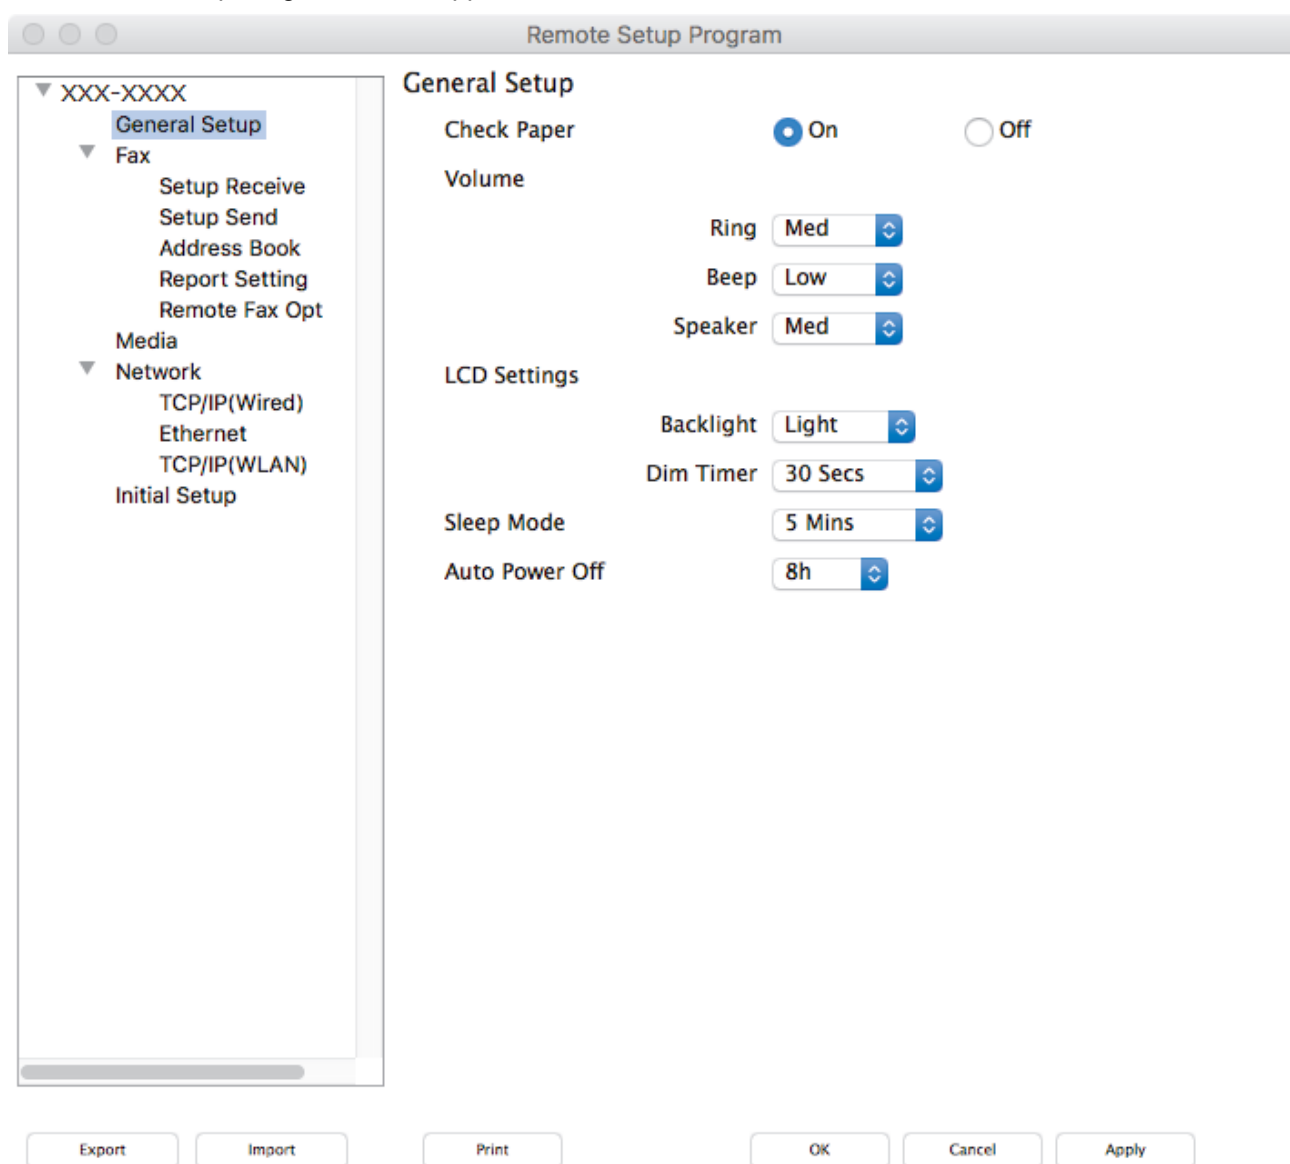 Remote Setup Program
XXX-XXXX
General Setup
Fax
Setup Receive
Setup Send
Address Book
Report Setting
Remote Fax Opt
Media
Network
TCP/IP(Wired)
Ethernet
TCP/IP(WLAN)
Initial Setup
General Setup
Check Paper On Off
Volume
Ring Med
Beep Low
Speaker Med
LCD Settings
Backlight Light
Dim Timer 30 Secs
Sleep Mode 5 Mins
Auto Power Off 8h
Export Import Print OK Cancel Apply